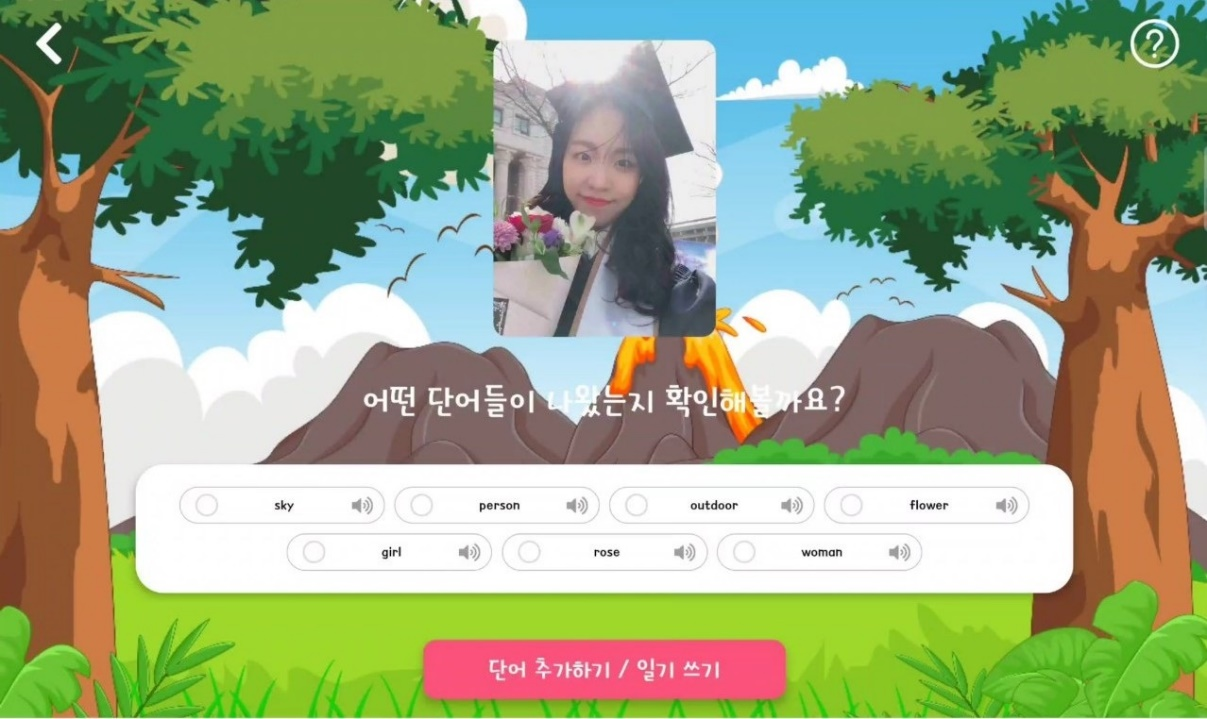 어떤 단어들이 나왔는지 확인해볼까요?
sky person outdoor flower
girl rose woman
단어 추가하기 / 일기 쓰기